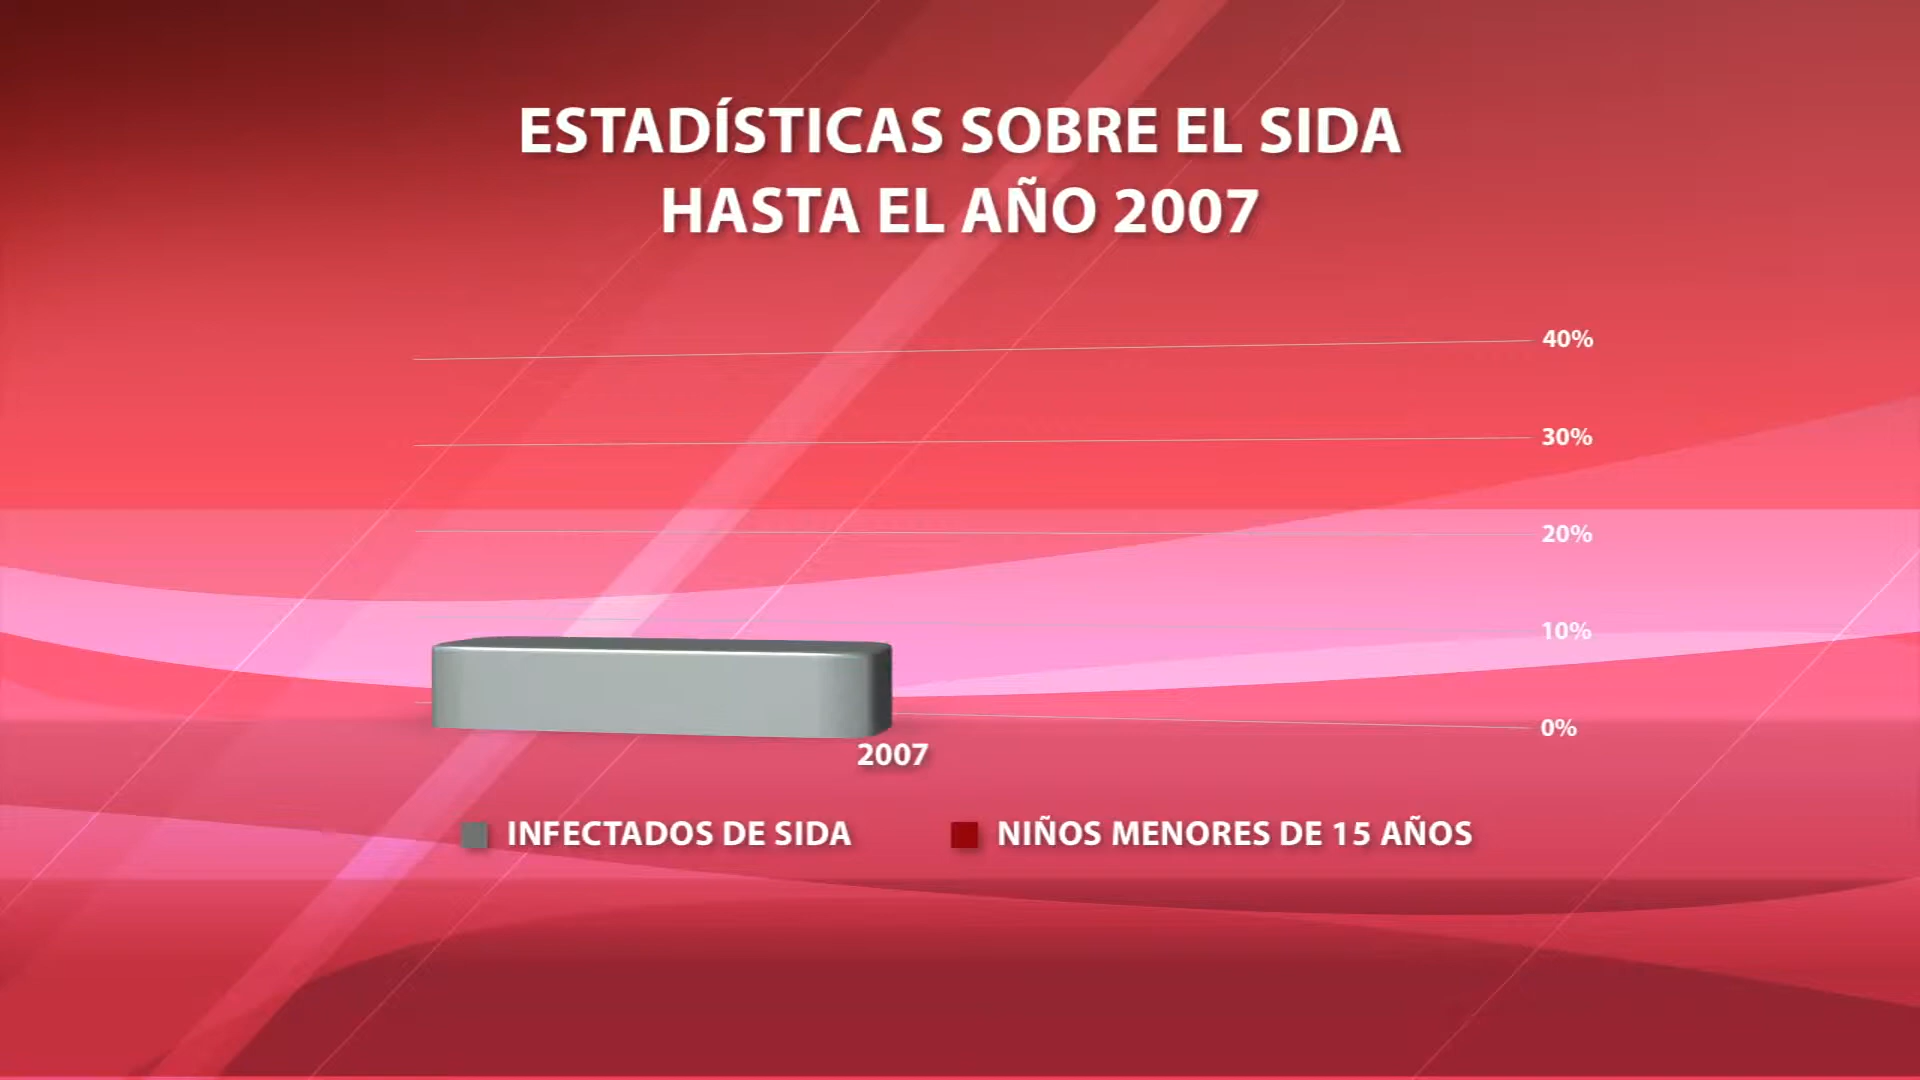 ESTADÍSTICAS SOBRE EL SIDA
HASTA EL AÑO 2007
40%
30%
20%
10%
0%
2007
INFECTADOS DE SIDA
NIÑOS MENORES DE 15 AÑOS